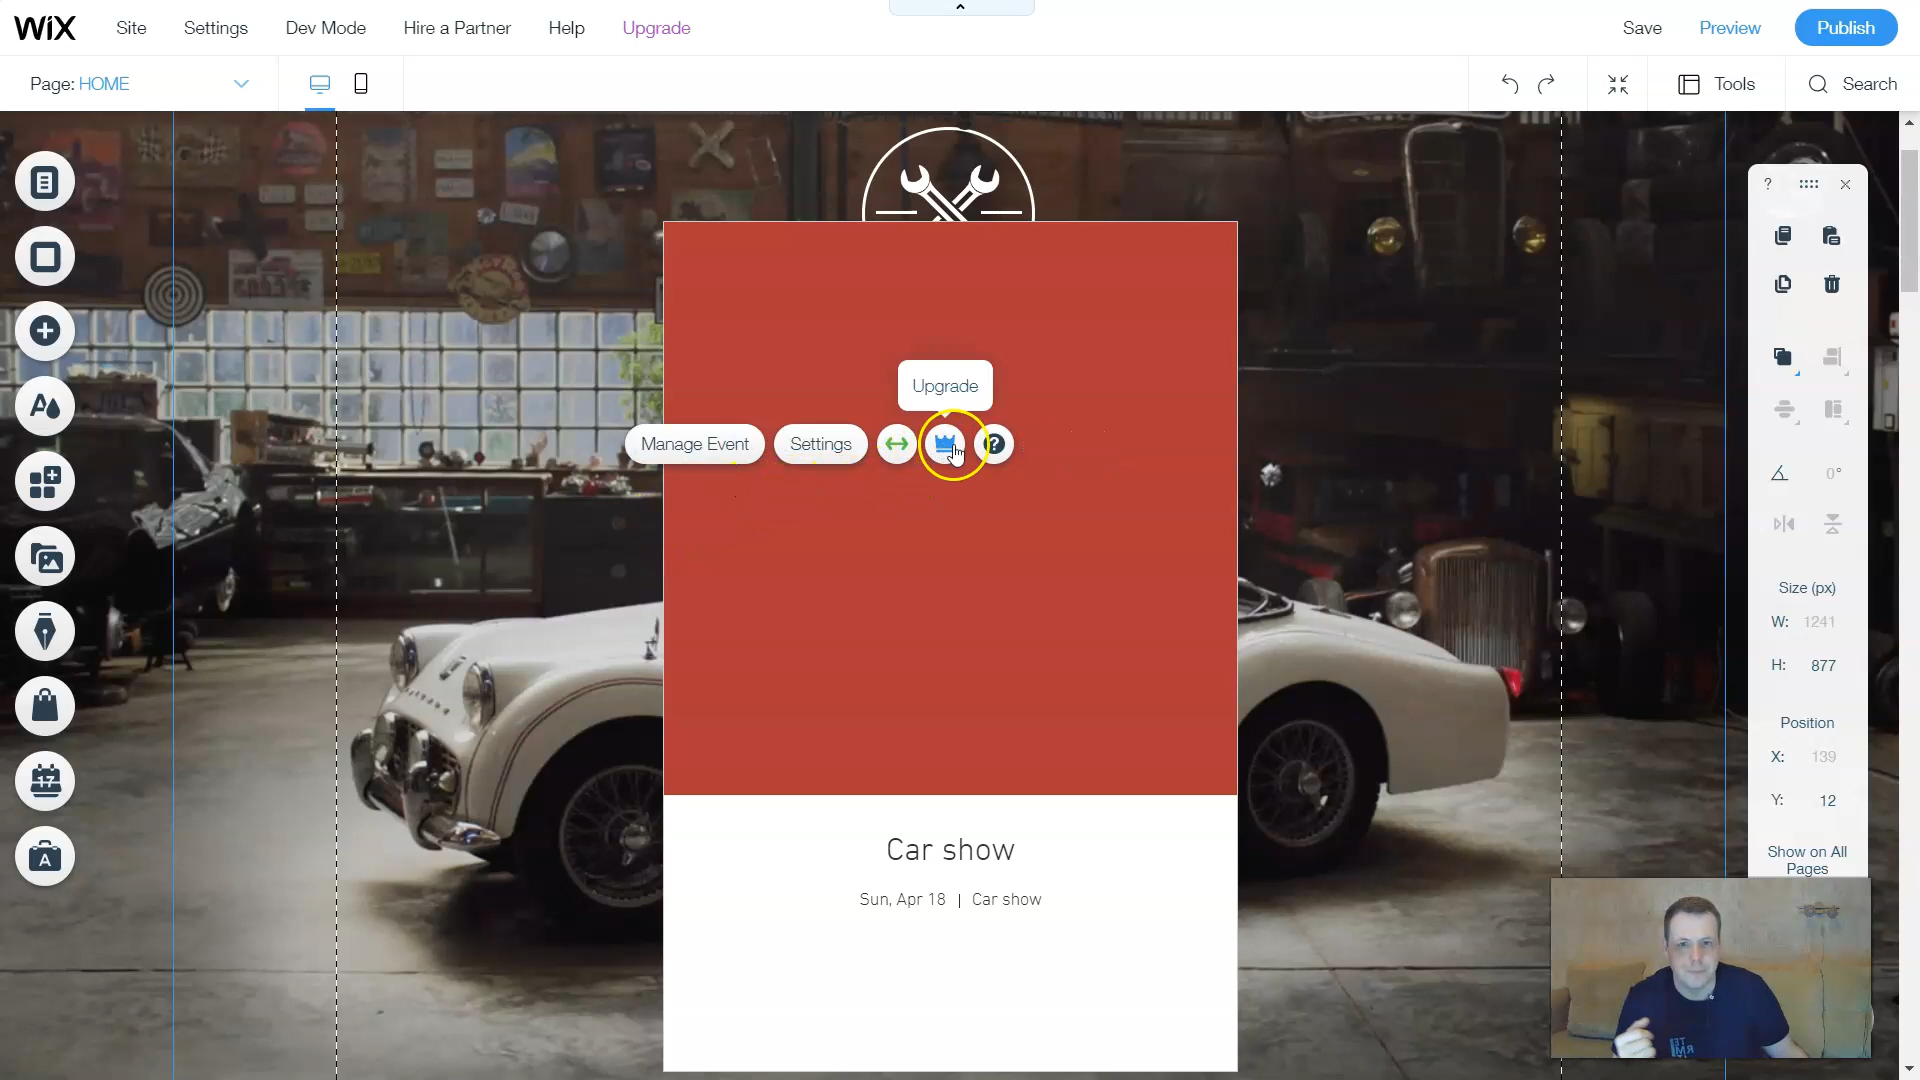 WiX Site Settings Dev Mode Hire a Partner Help Upgrade Save Preview Publish
Page: HOME Tools Search
?
Upgrade
Manage Event Settings ?
0°
Size (px)
W: 1241
H: 877
Position
X: 139
Y: 12
Show on All
Pages
17
A
Car show
Sun, Apr 18 | Car show